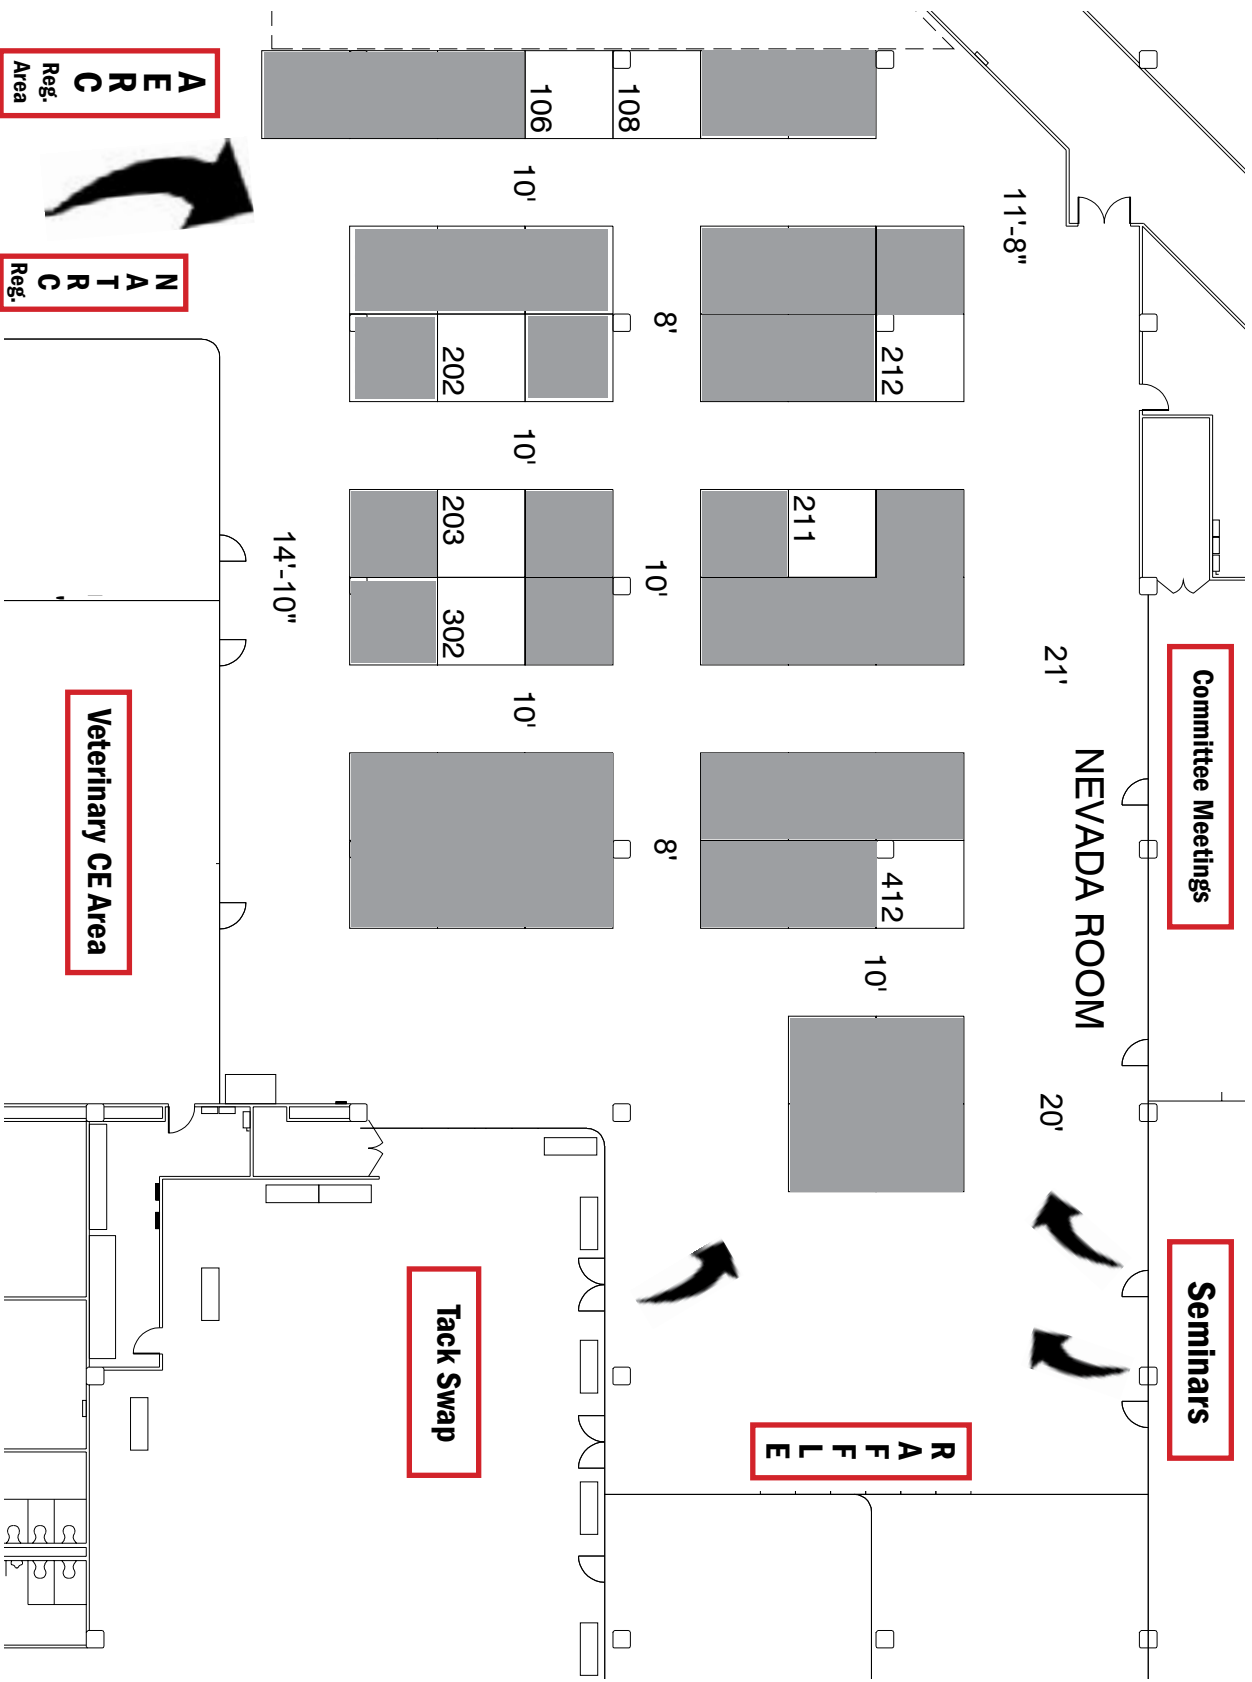 AERC
Reg.
Area
NATRC
Reg.
106
108
10'
11'-8"
8'
202
212
10'
203
211
14'-10"
10'
302
21'
10'
Committee Meetings
Veterinary CE Area
NEVADA ROOM
8'
412
10'
20'
Tack Swap
Seminars
RAFFLE